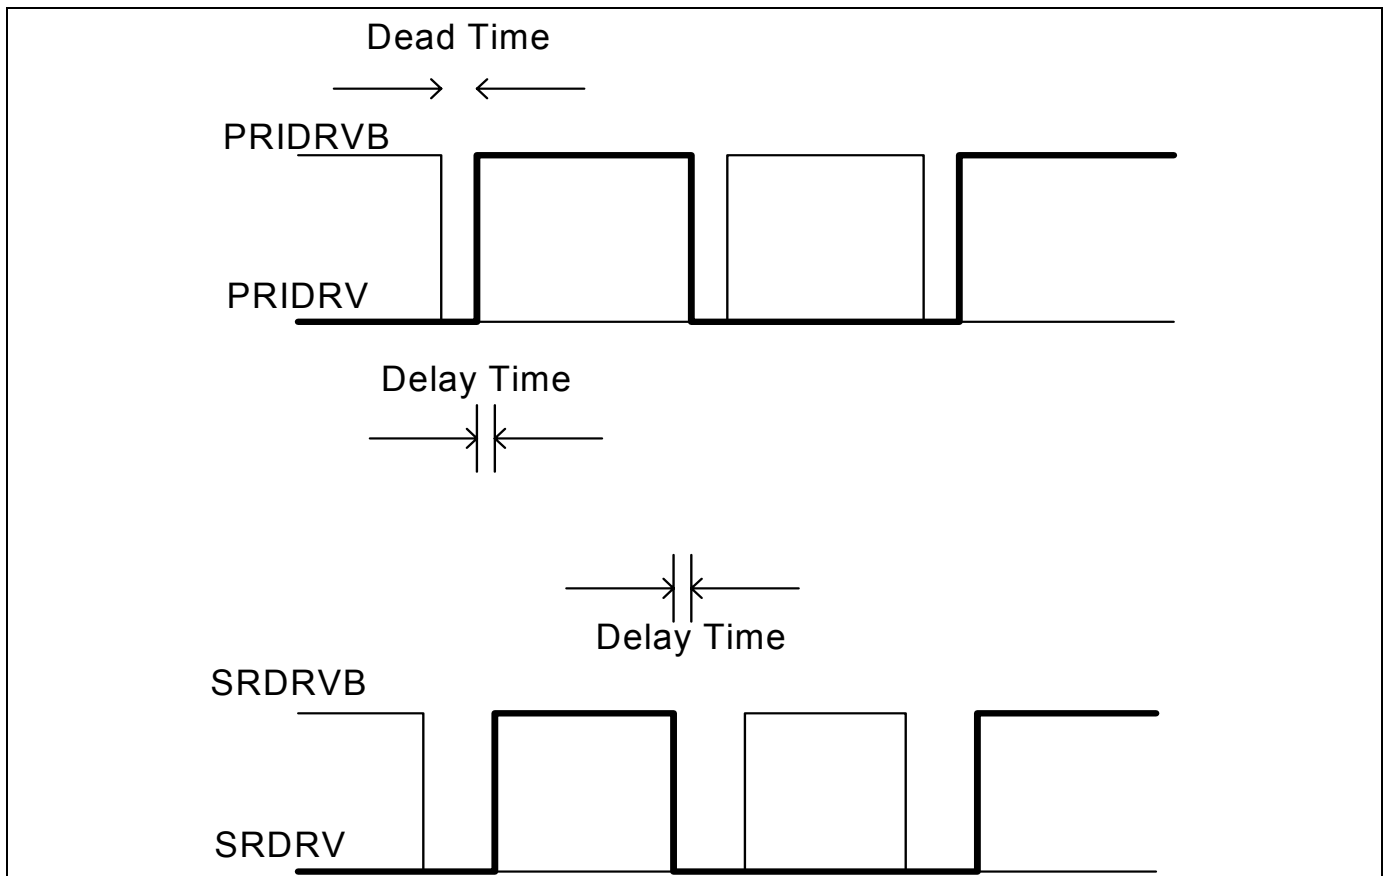 Dead Time
PRIDRVB
PRIDRV
Delay Time
Delay Time
SRDRVB
SRDRV